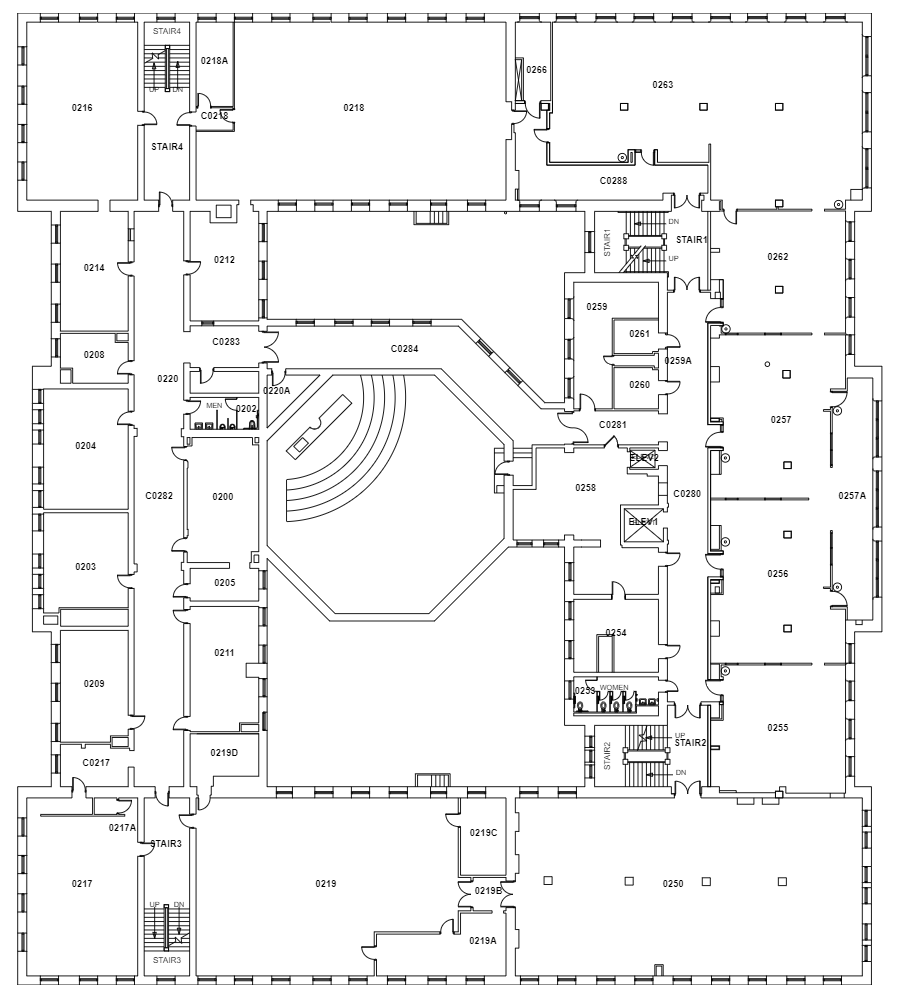 STAIR4
0218A
0266
0263
0216
0218
UP
DN
C0218
STAIR4
C0288
DN
STAIR1
STAIR1
UP
0262
0214
0212
0259
0261
0259A
0260
C0283
C0284
0208
0220
0220A
MEN
0202
C0281
0257
0204
ELEV2
0258
C0280
C0282
0200
0257A
ELEV1
0203
0205
0256
0211
0254
0209
WOMEN
0253
0255
0219D
STAIR2
UP
STAIR2
DN
C0217
0217A
STAIR3
0219C
0217
0219
0219B
0250
UP
DN
0219A
STAIR3